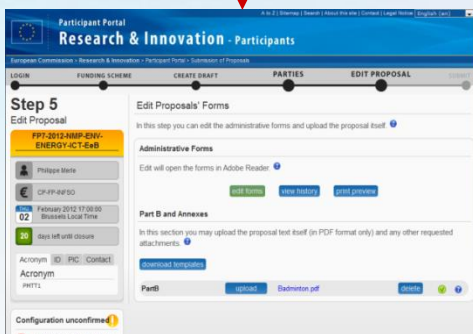 A to Z | Sitemap | Search | About this site | Contact | Legal Notice English (en)
Participant Portal
Research & Innovation - Participants
European Commission > Research & Innovation > Participant Portal > Submission of Proposals
LOGIN FUNDING SCHEME CREATE DRAFT PARTIES EDIT PROPOSAL SUBMIT
Step 5
Edit Proposal
FP7-2012-NMP-ENV-
ENERGY-ICT-EeB
Philippe Merle
CP-FP-INFSO
02 February 2012 17:00:00
Brussels Local Time
20 days left until closure
Acronym ID PIC Contact
Acronym
PHTT1
Configuration unconfirmed
Edit Proposals' Forms
In this step you can edit the administrative forms and upload the proposal itself.
Administrative Forms
Edit will open the forms in Adobe Reader.
edit forms view history print preview
Part B and Annexes
In this section you may upload the proposal text itself (in PDF format only) and any other requested
attachments.
download templates
PartB upload Badminton.pdf delete